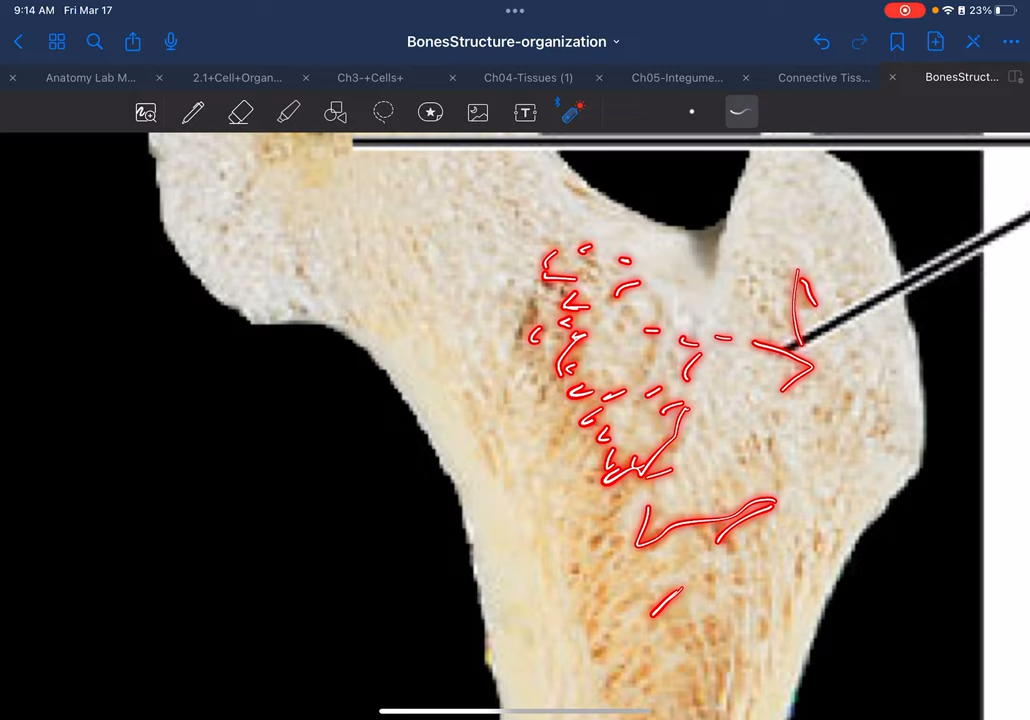 9:14 AM Fri Mar 17
23%
BonesStructure-organization
Anatomy Lab M...
2.1+Cell+Organ...
Ch3-+Cells+
Ch04-Tissues (1)
Ch05-Integume...
Connective Tiss...
BonesStruct...